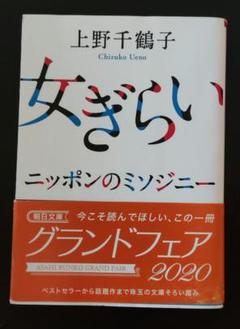 上野千鶴子
Chizuko Ueno
女ぎらい
ニッポンのミソジニー
朝日文庫 今こそ読んでほしい、この一冊
グランドフェア
ASAHI BUNKO GRAND FAIR
2020
ベストセラーから話題作まで珠玉の文庫そろい踏み